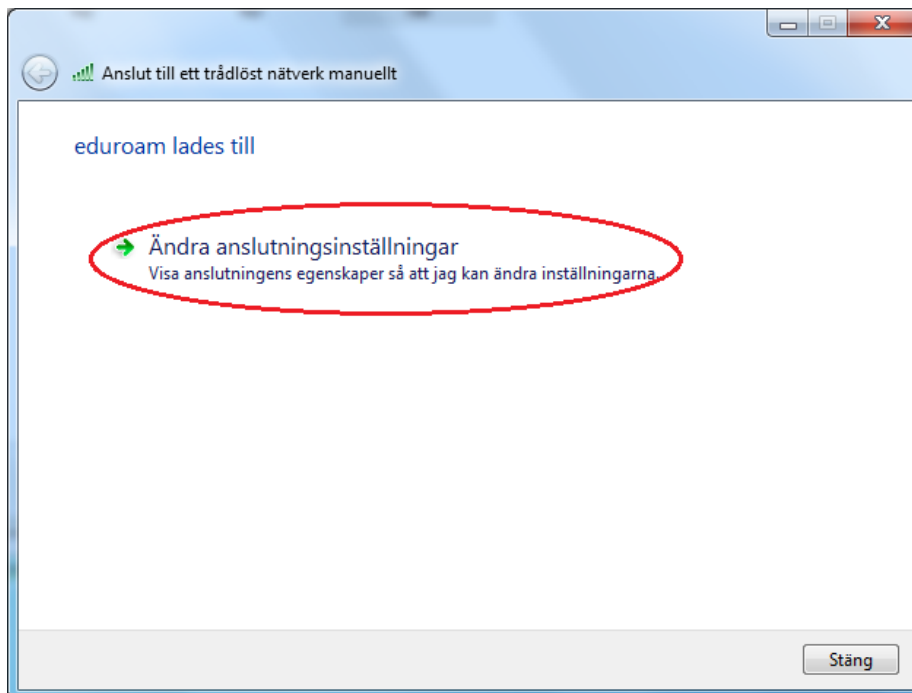 Anslut till ett trådlöst nätverk manuellt
eduroam lades till
Ändra anslutningsinställningar
Visa anslutningens egenskaper så att jag kan ändra inställningarna.
Stäng